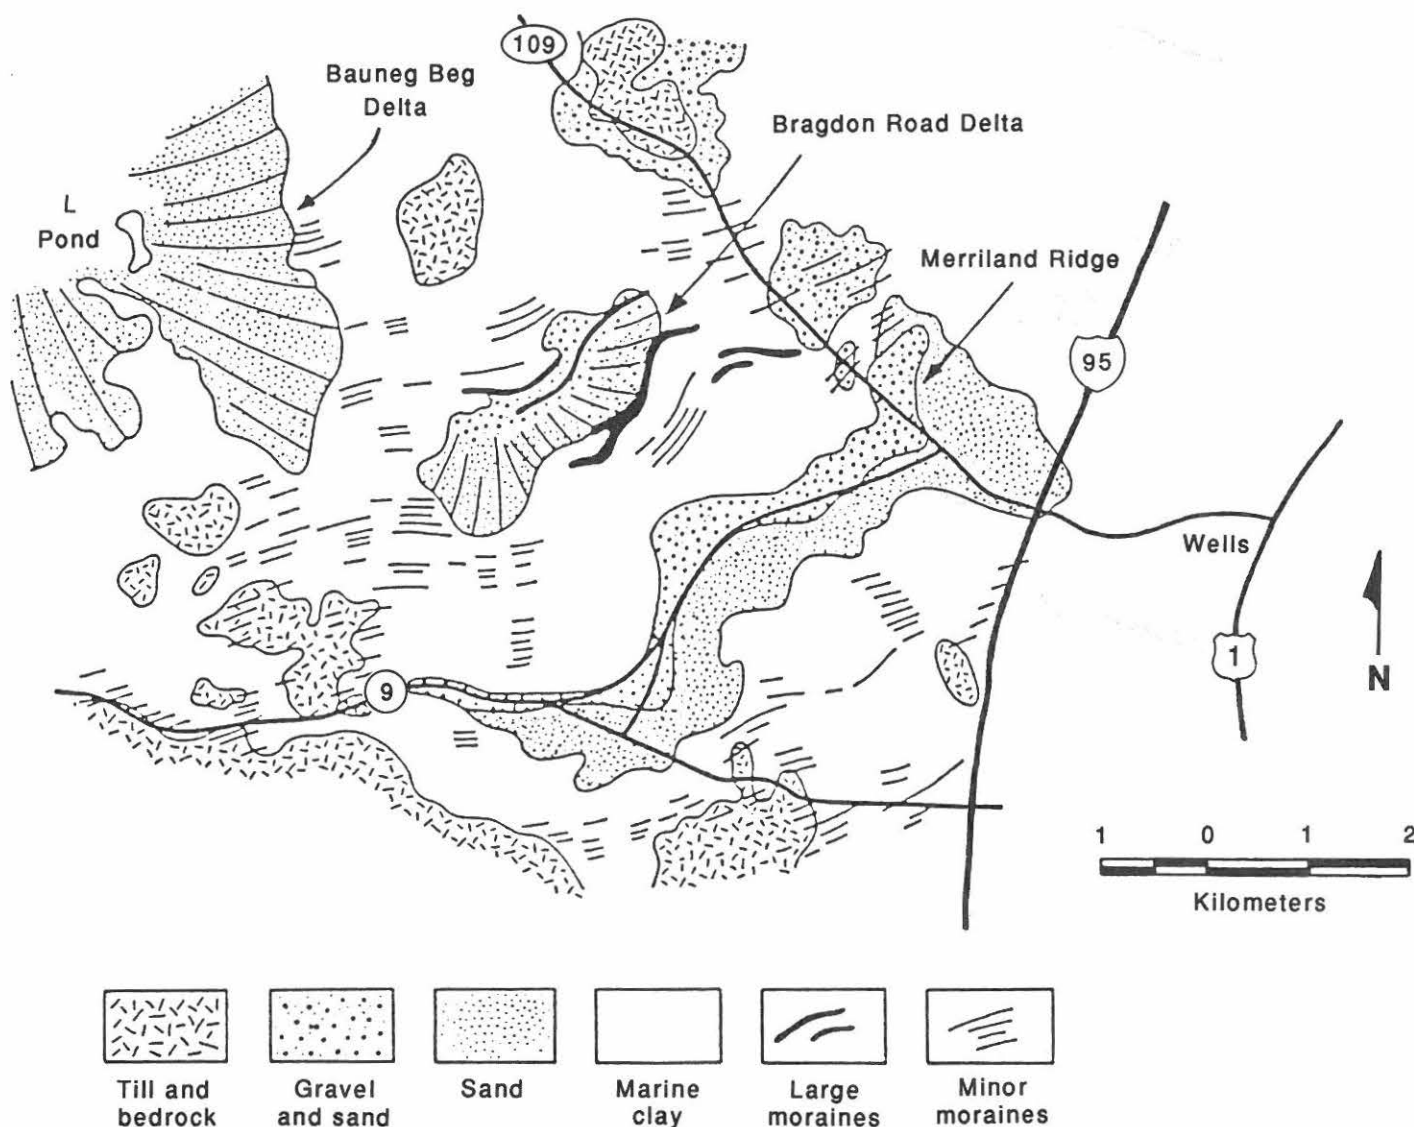 109
Bauneg Beg
Delta
Bragdon Road Delta
L
Pond
Merriland Ridge
95
Wells
1
N
9
1 0 1 2
Kilometers
Till and
bedrock
Gravel
and sand
Sand
Marine
clay
Large
moraines
Minor
moraines